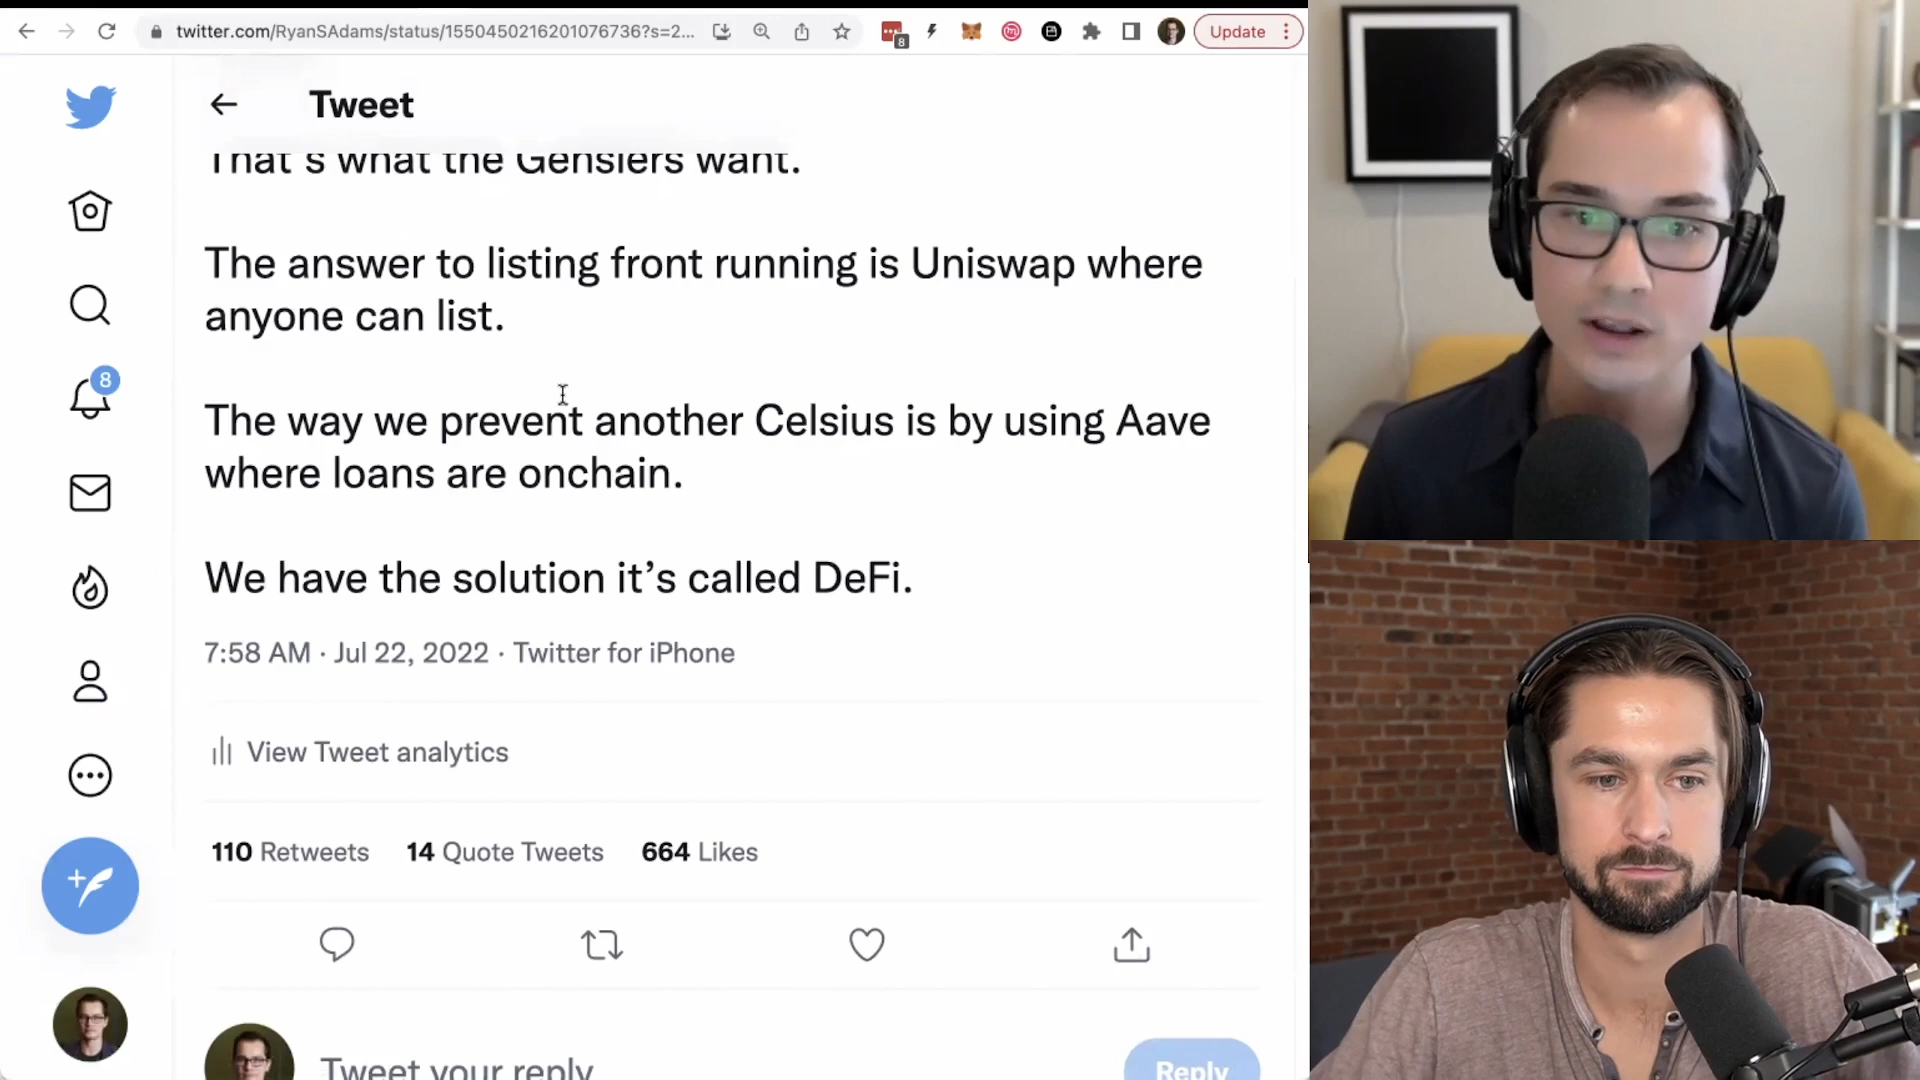 twitter.com/RyanSAdams/status/1550450216201076736?s=2...
8
Update
Tweet
That's what the Genslers want.
The answer to listing front running is Uniswap where
anyone can list.
8
The way we prevent another Celsius is by using Aave
where loans are onchain.
We have the solution it's called DeFi.
7:58 AM · Jul 22, 2022 · Twitter for iPhone
View Tweet analytics
110 Retweets 14 Quote Tweets 664 Likes
Tweet your reply
Reply